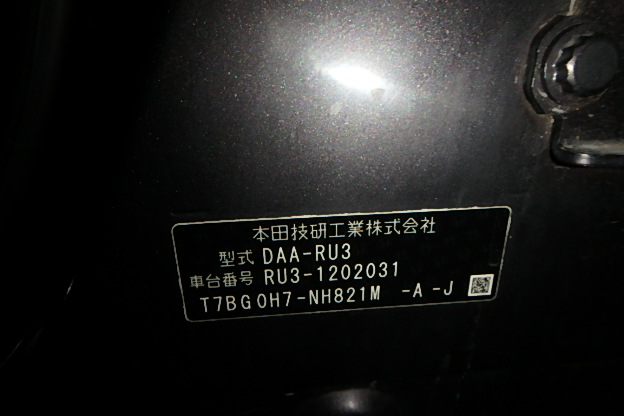 本田技研工業株式会社
型式 DAA-RU3
車台番号 RU3-1202031
T7BG0H7-NH821M -A-J